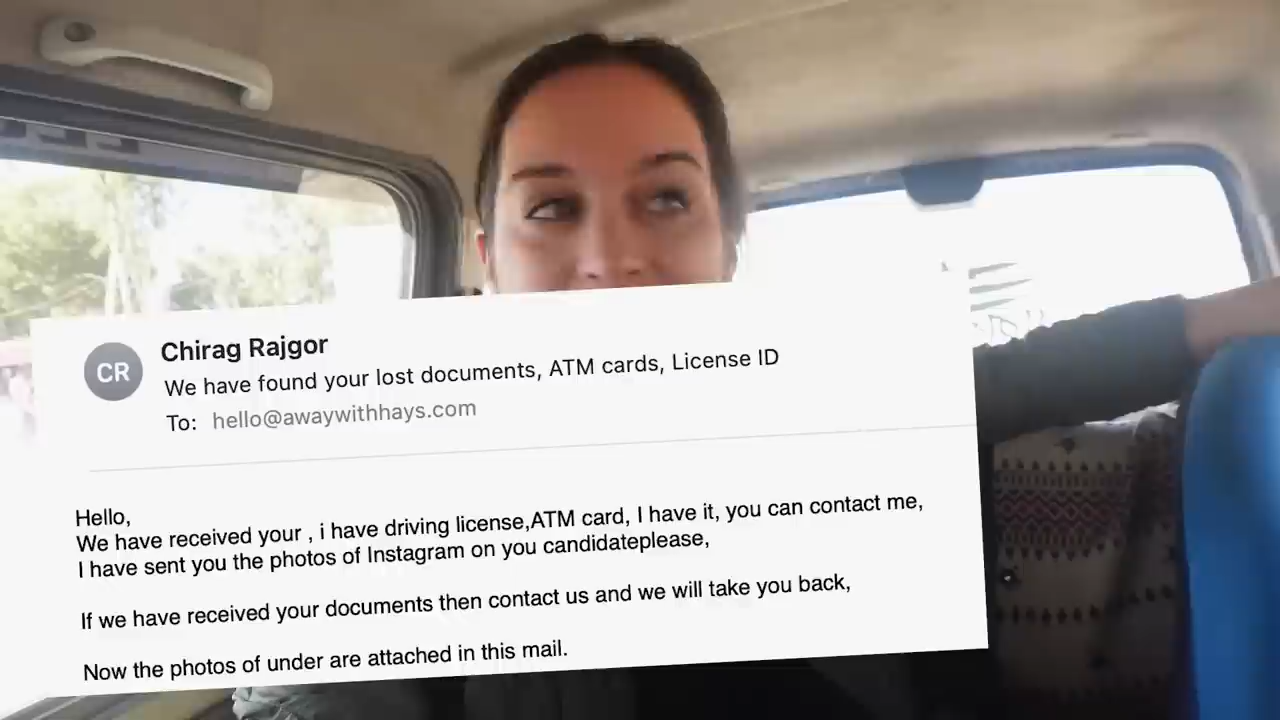 CR
Chirag Rajgor
We have found your lost documents, ATM cards, License ID
To: hello@awaywithhays.com
Hello,
We have received your , i have driving license,ATM card, I have it, you can contact me,
I have sent you the photos of Instagram on you candidateplease,
If we have received your documents then contact us and we will take you back,
Now the photos of under are attached in this mail.